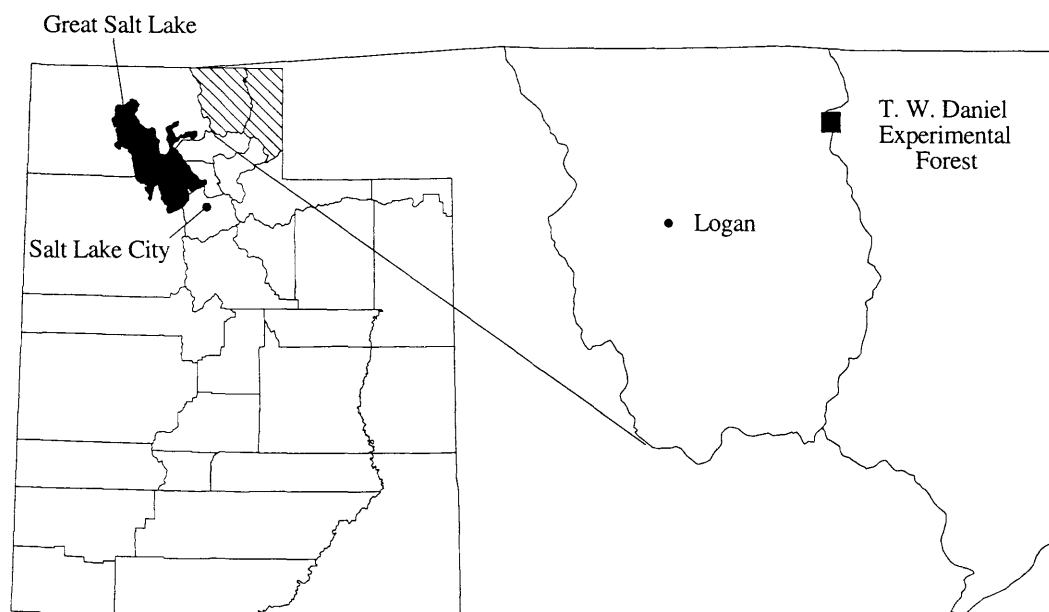 Great Salt Lake
T. W. Daniel
Experimental
Forest
Logan
Salt Lake City